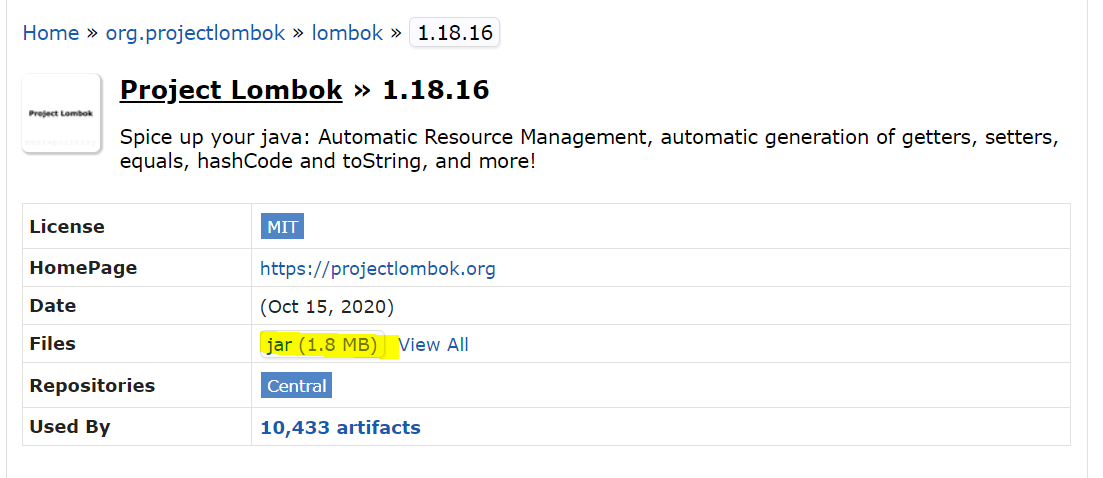 Home » org.projectlombok » lombok » 1.18.16
Project Lombok
Project Lombok » 1.18.16
Spice up your java: Automatic Resource Management, automatic generation of getters, setters,
equals, hashCode and toString, and more!
License MIT
HomePage https://projectlombok.org
Date (Oct 15, 2020)
Files jar (1.8 MB) View All
Repositories Central
Used By 10,433 artifacts